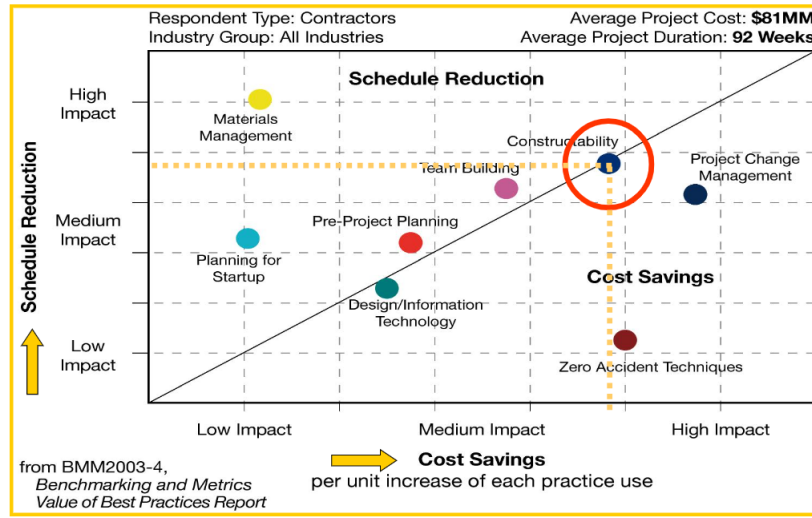 Respondent Type: Contractors
Average Project Cost: $81MM
Industry Group: All Industries
Average Project Duration: 92 Weeks
Schedule Reduction
High
Impact
Materials
Management
Constructability
Project Change
Management
Team Building
Schedule Reduction
Medium
Impact
Pre-Project Planning
Planning for
Startup
Cost Savings
Design/Information
Technology
Low
Impact
Zero Accident Techniques
Low Impact
Medium Impact
High Impact
Cost Savings
per unit increase of each practice use
from BMM2003-4,
Benchmarking and Metrics
Value of Best Practices Report